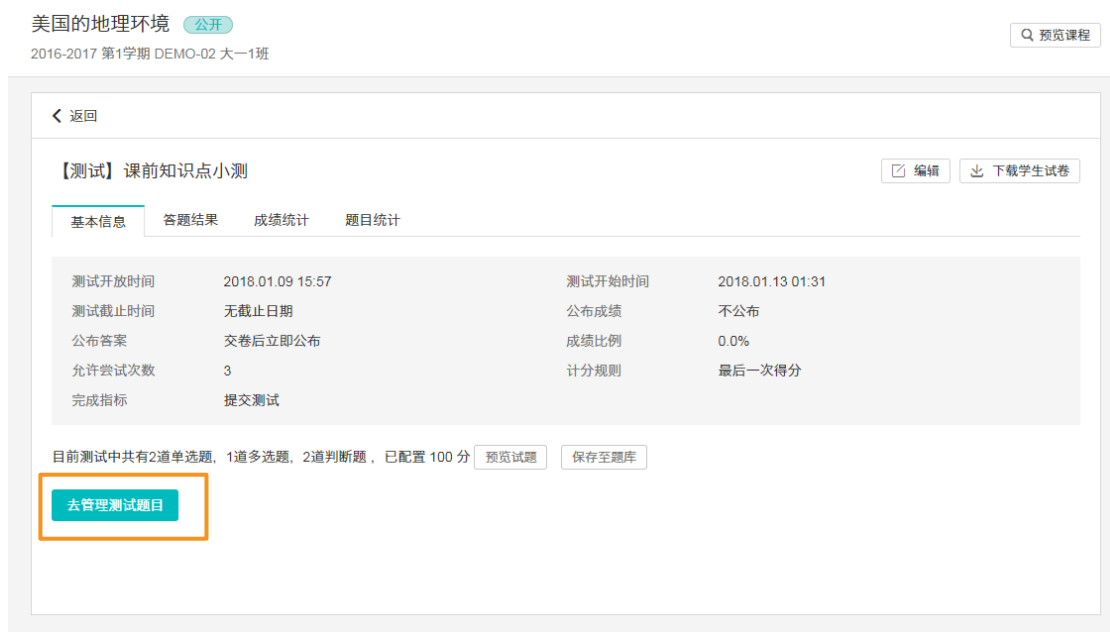 美国的地理环境 公开
2016-2017 第1学期 DEMO-02 大一1班
预览课程
返回
【测试】课前知识点小测
编辑 下载学生试卷
基本信息 答题结果 成绩统计 题目统计
测试开放时间 2018.01.09 15:57 测试开始时间 2018.01.13 01:31
测试截止时间 无截止日期 公布成绩 不公布
公布答案 交卷后立即公布 成绩比例 0.0%
允许尝试次数 3 计分规则 最后一次得分
完成指标 提交测试
目前测试中共有2道单选题，1道多选题，2道判断题 ，已配置 100 分 预览试题 保存至题库
去管理测试题目